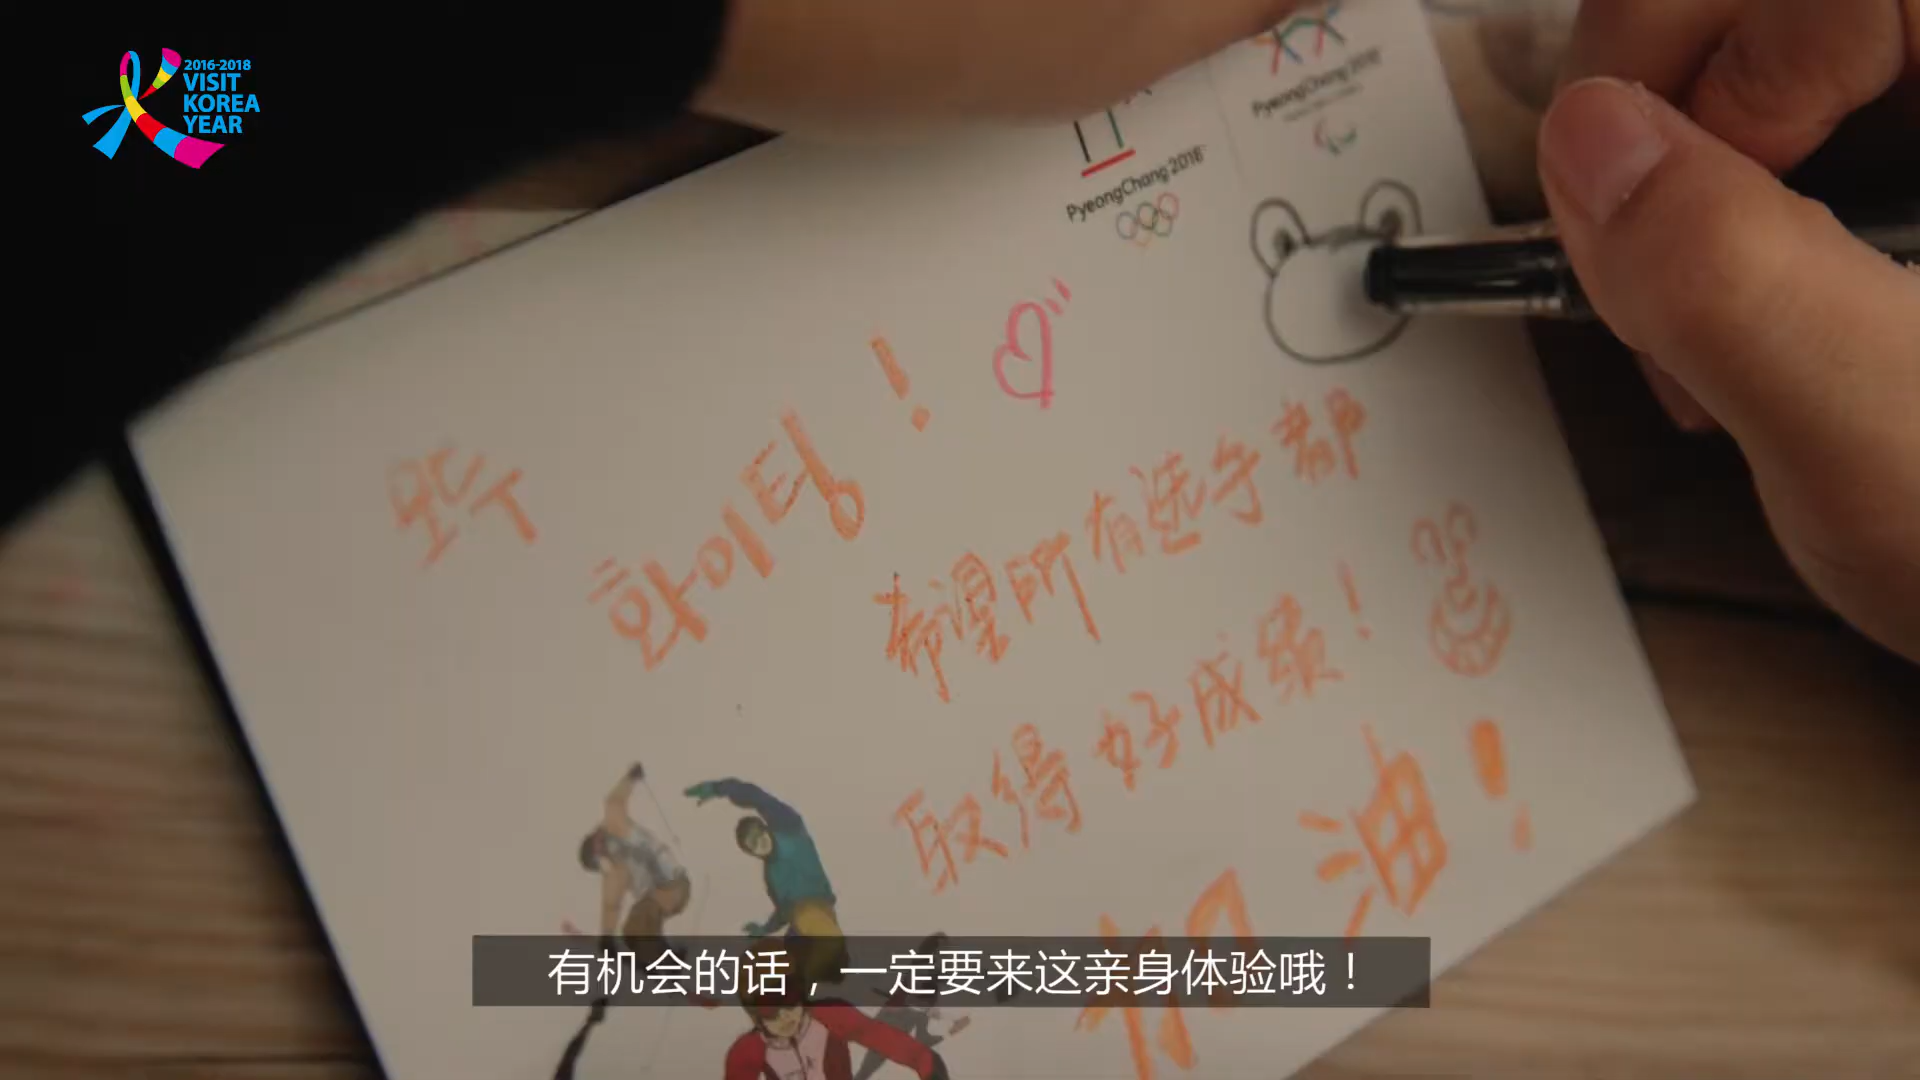 2016-2018
VISIT
KOREA
YEAR
PyeongChang 2018
PyeongChang 2018
모두 화이팅!
希望所有选手都
取得好成绩!
加油!
有机会的话，一定要来这亲身体验哦！